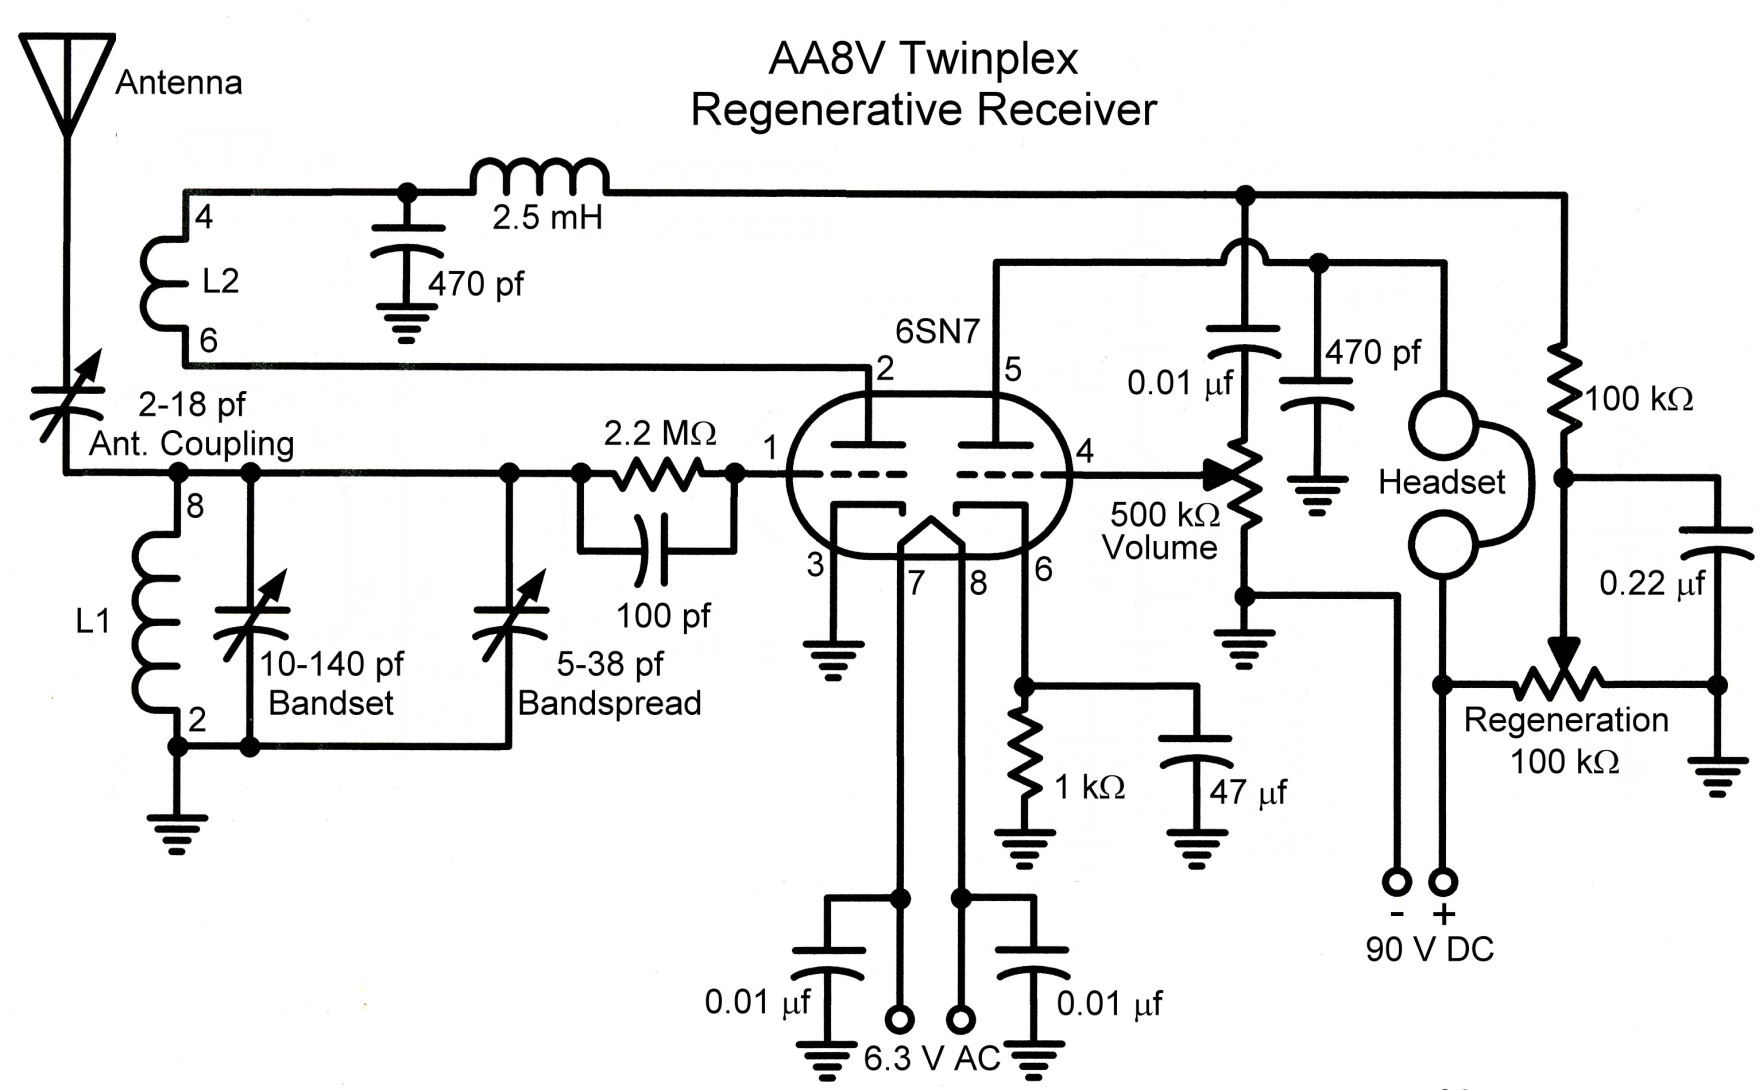 AA8V Twinplex
Regenerative Receiver
Antenna
4
2.5 mH
L2
470 pf
6
6SN7
2
5
470 pf
0.01 µf
100 kΩ
2-18 pf
Ant. Coupling
2.2 MΩ
1
4
Headset
8
500 kΩ
Volume
3
7
8
6
0.22 µf
100 pf
L1
10-140 pf
Bandset
5-38 pf
Bandspread
2
Regeneration
100 kΩ
1 kΩ
47 µf
- +
90 V DC
0.01 µf
0.01 µf
6.3 V AC